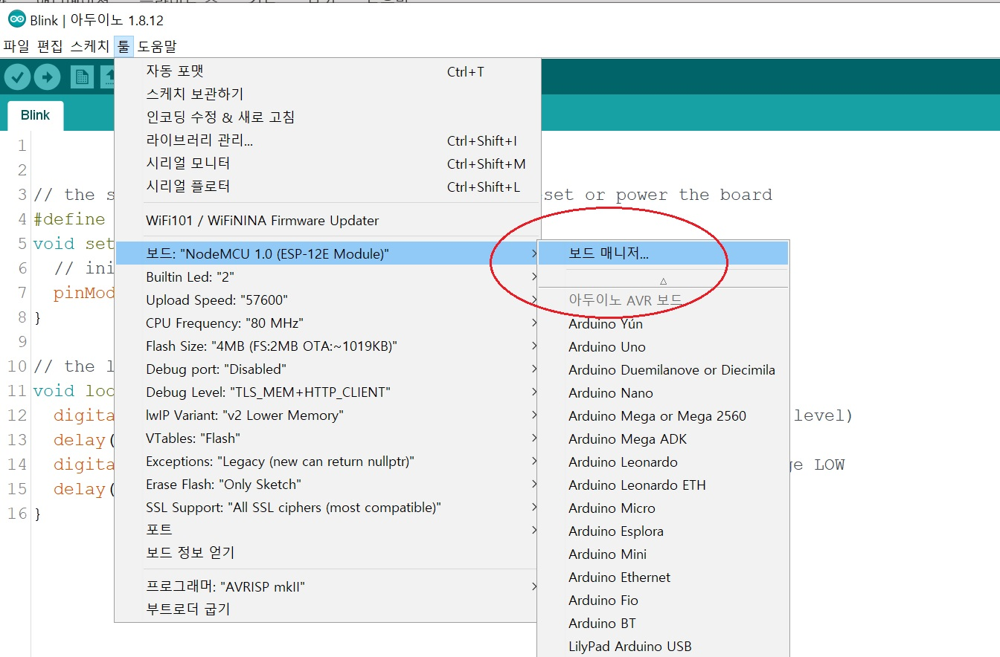 Blink | 아두이노 1.8.12
파일 편집 스케치 툴 도움말
Blink
자동 포맷 Ctrl+T
스케치 보관하기
인코딩 수정 & 새로 고침
라이브러리 관리... Ctrl+Shift+I
시리얼 모니터 Ctrl+Shift+M
시리얼 플로터 Ctrl+Shift+L
WiFi101 / WiFiNINA Firmware Updater
보드: "NodeMCU 1.0 (ESP-12E Module)"
Builtin Led: "2"
Upload Speed: "57600"
CPU Frequency: "80 MHz"
Flash Size: "4MB (FS:2MB OTA:~1019KB)"
Debug port: "Disabled"
Debug Level: "TLS_MEM+HTTP_CLIENT"
lwIP Variant: "v2 Lower Memory"
VTables: "Flash"
Exceptions: "Legacy (new can return nullptr)"
Erase Flash: "Only Sketch"
SSL Support: "All SSL ciphers (most compatible)"
포트
보드 정보 얻기
프로그래머: "AVRISP mkII"
부트로더 굽기
보드 매니저...
아두이노 AVR 보드
Arduino Yún
Arduino Uno
Arduino Duemilanove or Diecimila
Arduino Nano
Arduino Mega or Mega 2560
Arduino Mega ADK
Arduino Leonardo
Arduino Leonardo ETH
Arduino Micro
Arduino Esplora
Arduino Mini
Arduino Ethernet
Arduino Fio
Arduino BT
LilyPad Arduino USB
1
2
3 // the s set or power the board
4 #define
5 void set
6 // ini
7 pinMod
8 }
9
10 // the l
11 void loo
12 digita level)
13 delay(
14 digita ge LOW
15 delay(
16 }